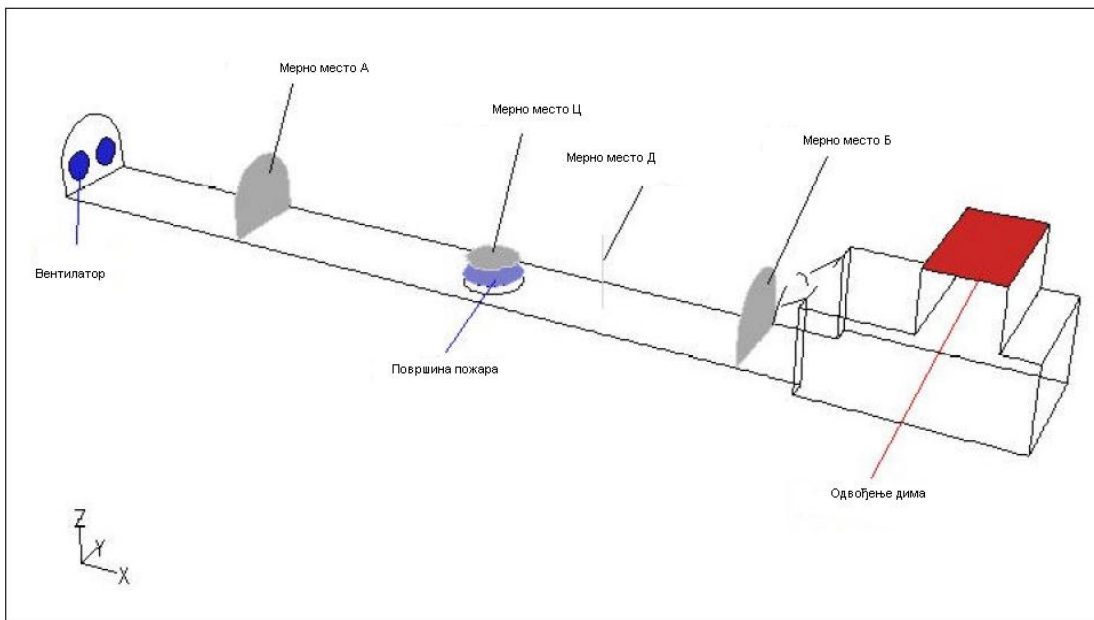 Мерно место А
Мерно место Ц
Мерно место Д
Мерно место Б
Вентилатор
Површина пожара
Одвођење дима
Z
Y
X